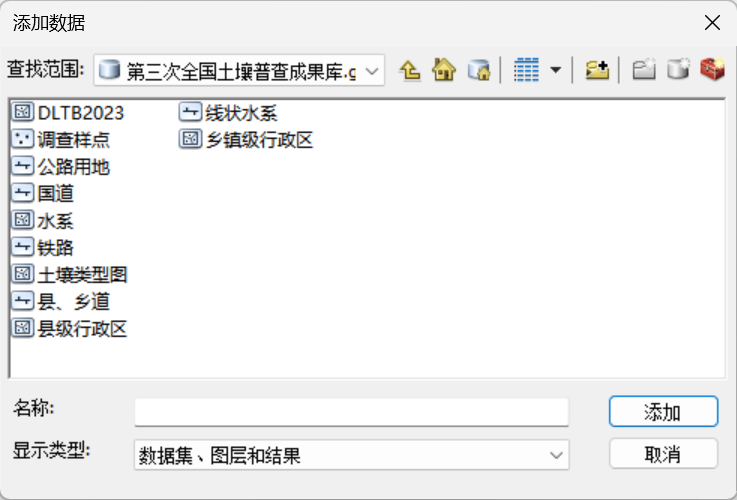 添加数据
查找范围: 第三次全国土壤普查成果库.g
DLTB2023
调查样点
公路用地
国道
水系
铁路
土壤类型图
县、乡道
县级行政区
线状水系
乡镇级行政区
名称:
添加
显示类型: 数据集、图层和结果
取消